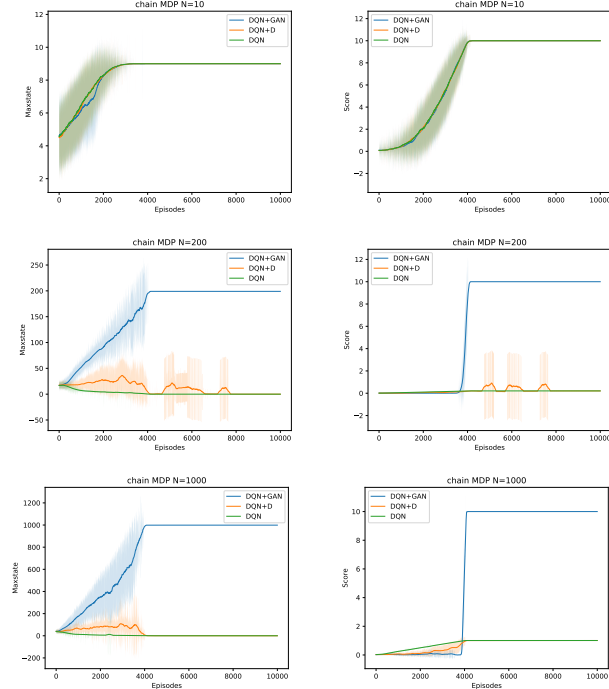 chain MDP N=10
DQN+GAN
DQN+D
DQN
12
10
8
6
4
2
Maxstate
0 2000 4000 6000 8000 10000
Episodes
chain MDP N=10
DQN+GAN
DQN+D
DQN
12
10
8
6
4
2
0
−2
Score
0 2000 4000 6000 8000 10000
Episodes
chain MDP N=200
DQN+GAN
DQN+D
DQN
250
200
150
100
50
0
−50
Maxstate
0 2000 4000 6000 8000 10000
Episodes
chain MDP N=200
DQN+GAN
DQN+D
DQN
12
10
8
6
4
2
0
−2
Score
0 2000 4000 6000 8000 10000
Episodes
chain MDP N=1000
DQN+GAN
DQN+D
DQN
1200
1000
800
600
400
200
0
−200
Maxstate
0 2000 4000 6000 8000 10000
Episodes
chain MDP N=1000
DQN+GAN
DQN+D
DQN
10
8
6
4
2
0
Score
0 2000 4000 6000 8000 10000
Episodes